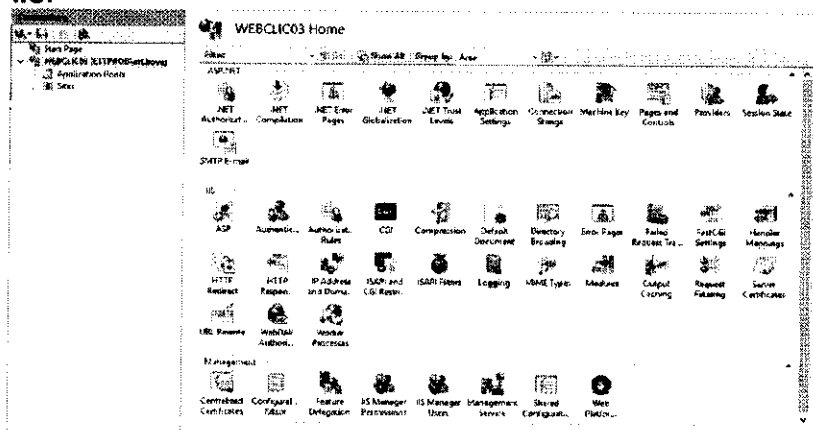 WEBCLIC03 Home
Start Page
Application Pools
Sites
Filter:
Show All
Group by: Area
ASP.NET
.NET Authorizat...
.NET Compilation
.NET Error Pages
.NET Globalization
.NET Trust Levels
Application Settings
Connection Strings
Machine Key
Pages and Controls
Providers
Session State
SMTP E-mail
IIS
ASP
Authentic...
Authorizat... Rules
CGI
Compression
Default Document
Directory Browsing
Error Pages
Failed Request Tra...
FastCGI Settings
Handler Mappings
HTTP Redirect
HTTP Respon...
IP Address and Doma...
ISAPI and CGI Restri...
ISAPI Filters
Logging
MIME Types
Modules
Output Caching
Request Filtering
Server Certificates
URL Rewrite
WebDAV Authori...
Worker Processes
Management
Centralized Certificates
Configurat... Editor
Feature Delegation
IIS Manager Permissions
IIS Manager Users
Management Service
Shared Configurat...
Web Platfor...